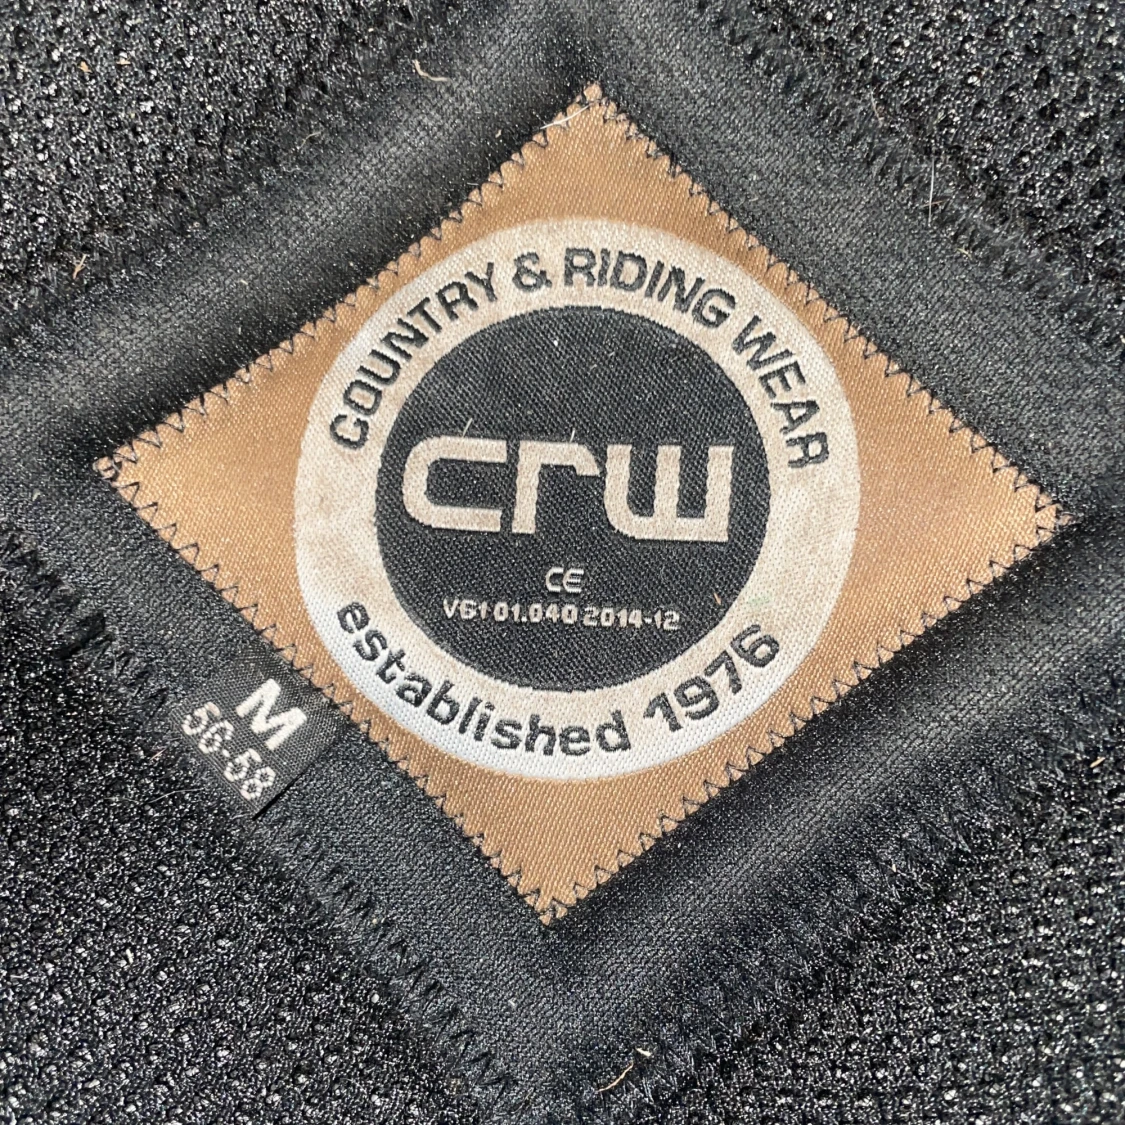 COUNTRY & RIDING WEAR
crw
CE
VG1 01.040 2014-12
established 1976
M
56-58